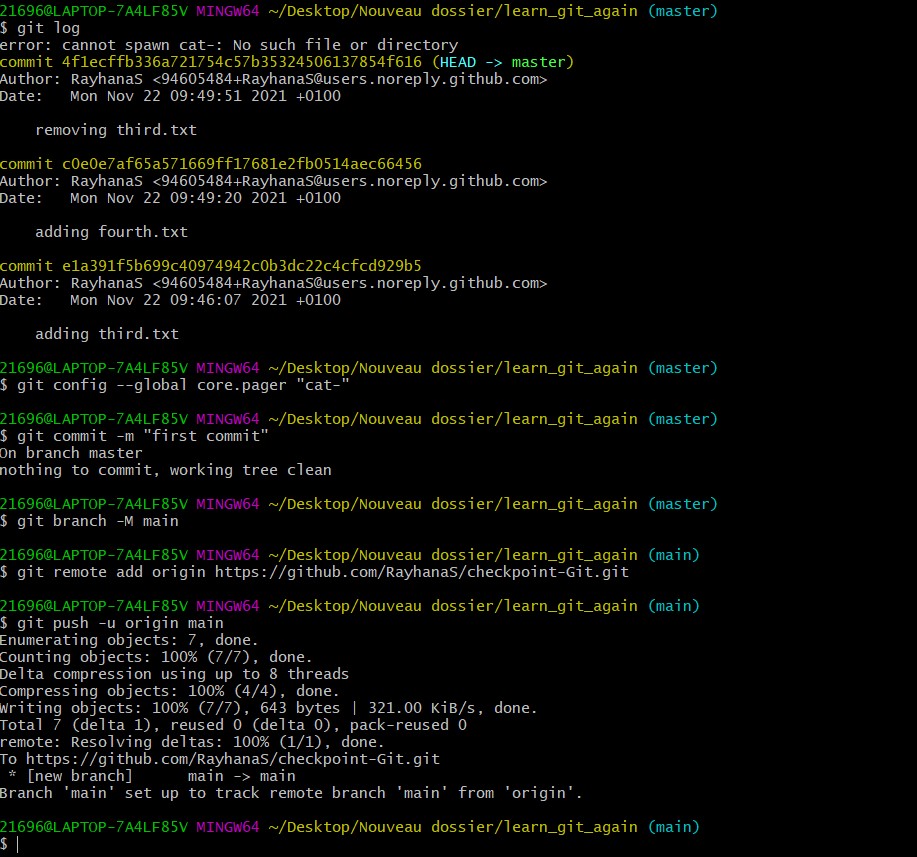 21696@LAPTOP-7A4LF85V MINGW64 ~/Desktop/Nouveau dossier/learn_git_again (master)
$ git log
error: cannot spawn cat-: No such file or directory
commit 4f1ecffb336a721754c57b35324506137854f616 (HEAD -> master)
Author: RayhanaS <94605484+RayhanaS@users.noreply.github.com>
Date:   Mon Nov 22 09:49:51 2021 +0100

    removing third.txt

commit c0e0e7af65a571669ff17681e2fb0514aec66456
Author: RayhanaS <94605484+RayhanaS@users.noreply.github.com>
Date:   Mon Nov 22 09:49:20 2021 +0100

    adding fourth.txt

commit e1a391f5b699c40974942c0b3dc22c4cfcd929b5
Author: RayhanaS <94605484+RayhanaS@users.noreply.github.com>
Date:   Mon Nov 22 09:46:07 2021 +0100

    adding third.txt

21696@LAPTOP-7A4LF85V MINGW64 ~/Desktop/Nouveau dossier/learn_git_again (master)
$ git config --global core.pager "cat-"

21696@LAPTOP-7A4LF85V MINGW64 ~/Desktop/Nouveau dossier/learn_git_again (master)
$ git commit -m "first commit"
On branch master
nothing to commit, working tree clean

21696@LAPTOP-7A4LF85V MINGW64 ~/Desktop/Nouveau dossier/learn_git_again (master)
$ git branch -M main

21696@LAPTOP-7A4LF85V MINGW64 ~/Desktop/Nouveau dossier/learn_git_again (main)
$ git remote add origin https://github.com/RayhanaS/checkpoint-Git.git

21696@LAPTOP-7A4LF85V MINGW64 ~/Desktop/Nouveau dossier/learn_git_again (main)
$ git push -u origin main
Enumerating objects: 7, done.
Counting objects: 100% (7/7), done.
Delta compression using up to 8 threads
Compressing objects: 100% (4/4), done.
Writing objects: 100% (7/7), 643 bytes | 321.00 KiB/s, done.
Total 7 (delta 1), reused 0 (delta 0), pack-reused 0
remote: Resolving deltas: 100% (1/1), done.
To https://github.com/RayhanaS/checkpoint-Git.git
 * [new branch]      main -> main
Branch 'main' set up to track remote branch 'main' from 'origin'.

21696@LAPTOP-7A4LF85V MINGW64 ~/Desktop/Nouveau dossier/learn_git_again (main)
$